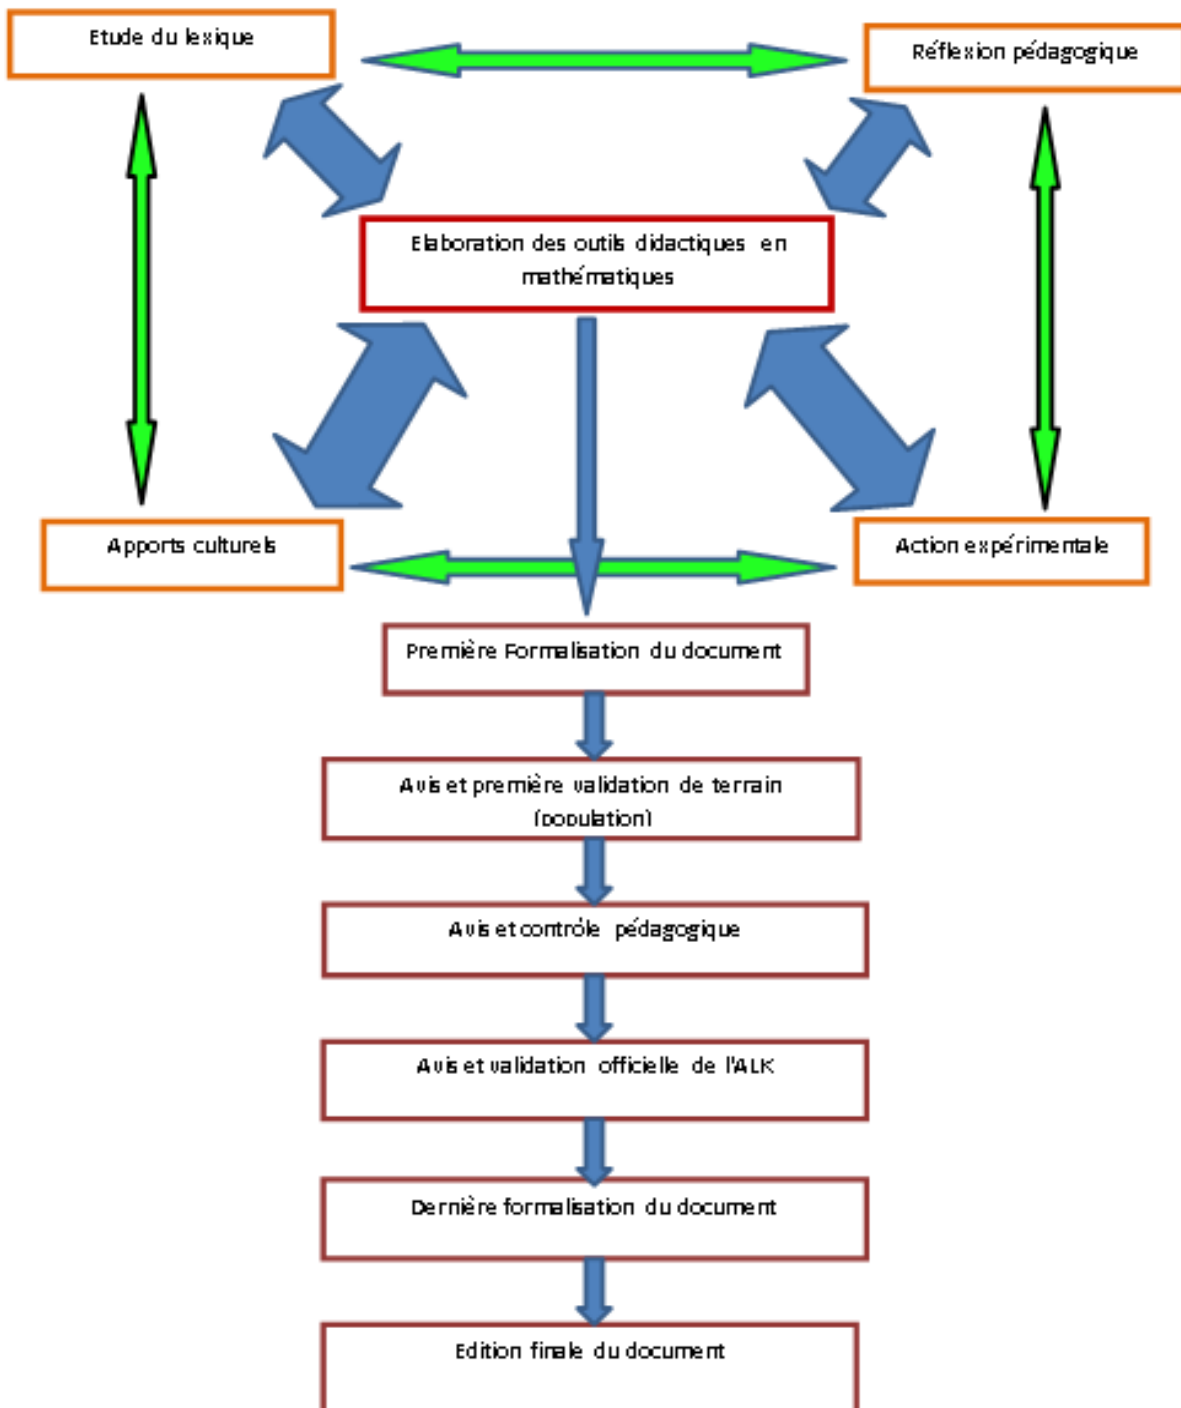 Etude du lexique
Réflexion pédagogique
Elaboration des outils didactiques en
mathématiques
Apports culturels
Action expérimentale
Première Formalisation du document
Avis et première validation de terrain
(population)
Avis et contrôle pédagogique
Avis et validation officielle de l'ALK
Dernière formalisation du document
Edition finale du document